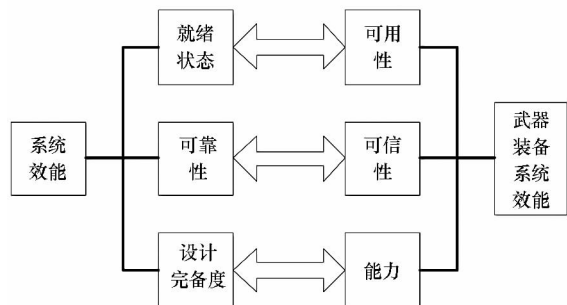 就绪
状态
可用
性
系统
效能
可靠
性
可信
性
武器
装备
系统
效能
设计
完备度
能力